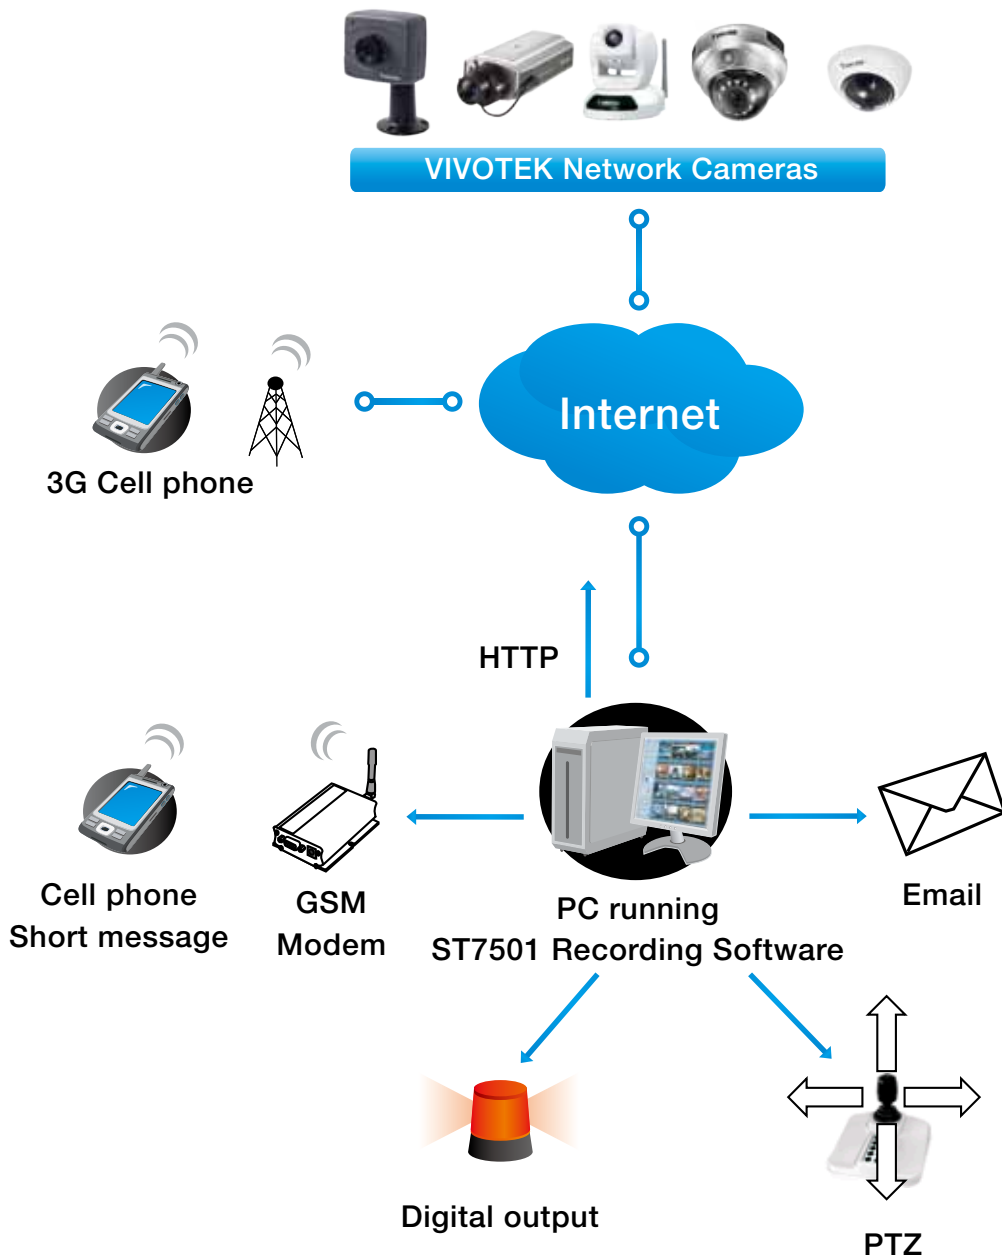 VIVOTEK Network Cameras
Internet
3G Cell phone
HTTP
Cell phone
Short message
GSM
Modem
PC running
ST7501 Recording Software
Email
Digital output
PTZ